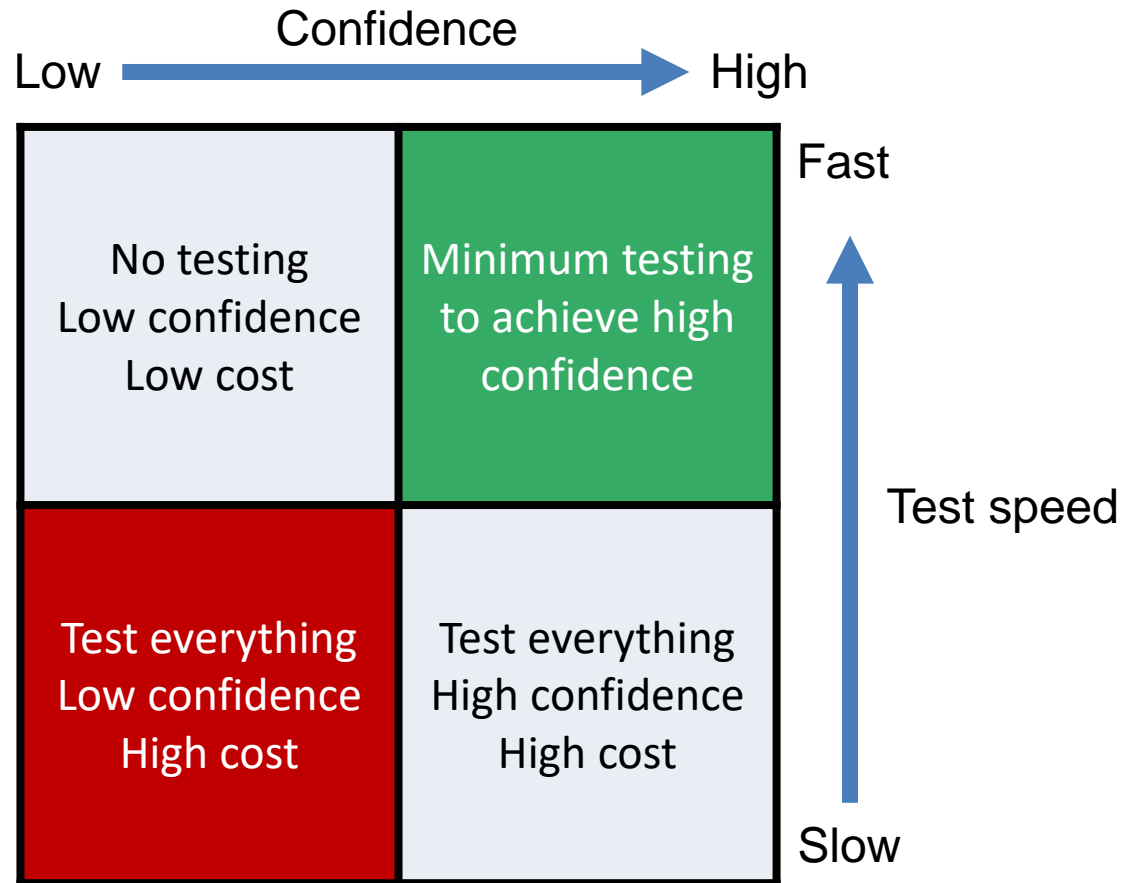 Confidence
Low
High
Fast
No testing
Low confidence
Low cost
Minimum testing
to achieve high
confidence
Test speed
Test everything
Low confidence
High cost
Test everything
High confidence
High cost
Slow